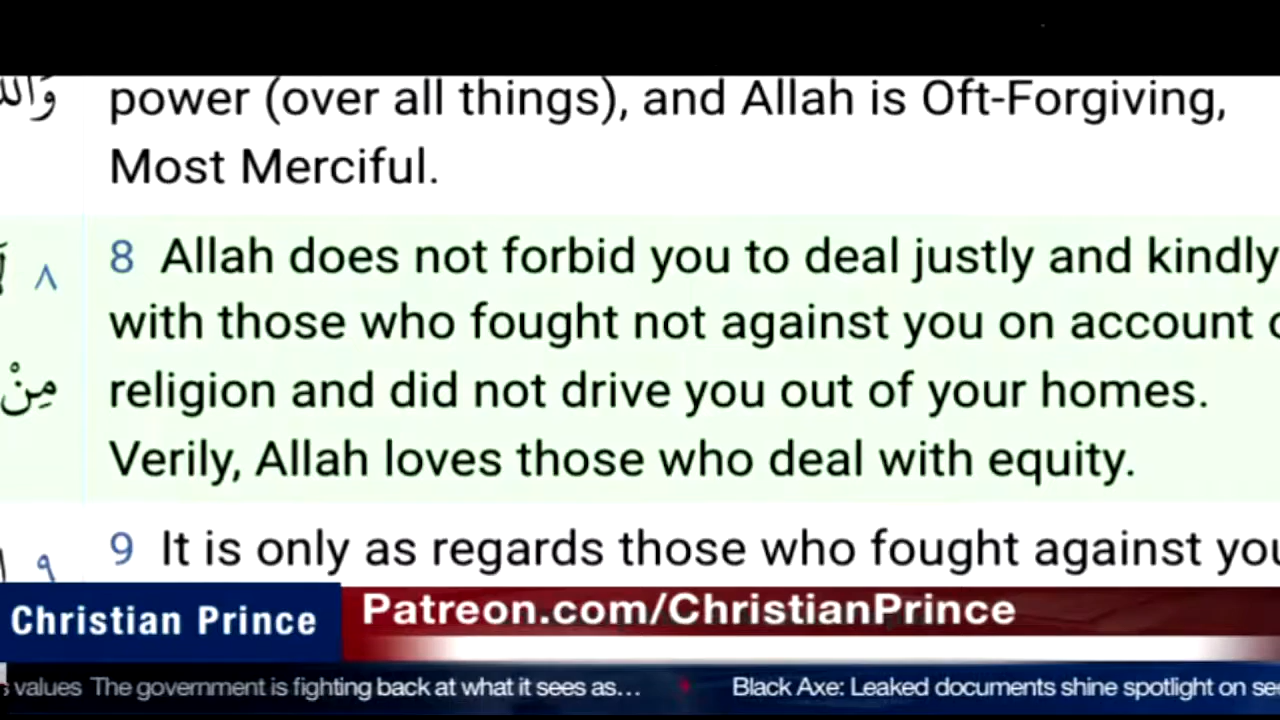 power (over all things), and Allah is Oft-Forgiving,
Most Merciful.
8 Allah does not forbid you to deal justly and kindly
٨
with those who fought not against you on account
مِنْ
religion and did not drive you out of your homes.
Verily, Allah loves those who deal with equity.
9 It is only as regards those who fought against you
٩
Christian Prince
Patreon.com/ChristianPrince
values The government is fighting back at what it sees as...
Black Axe: Leaked documents shine spotlight on